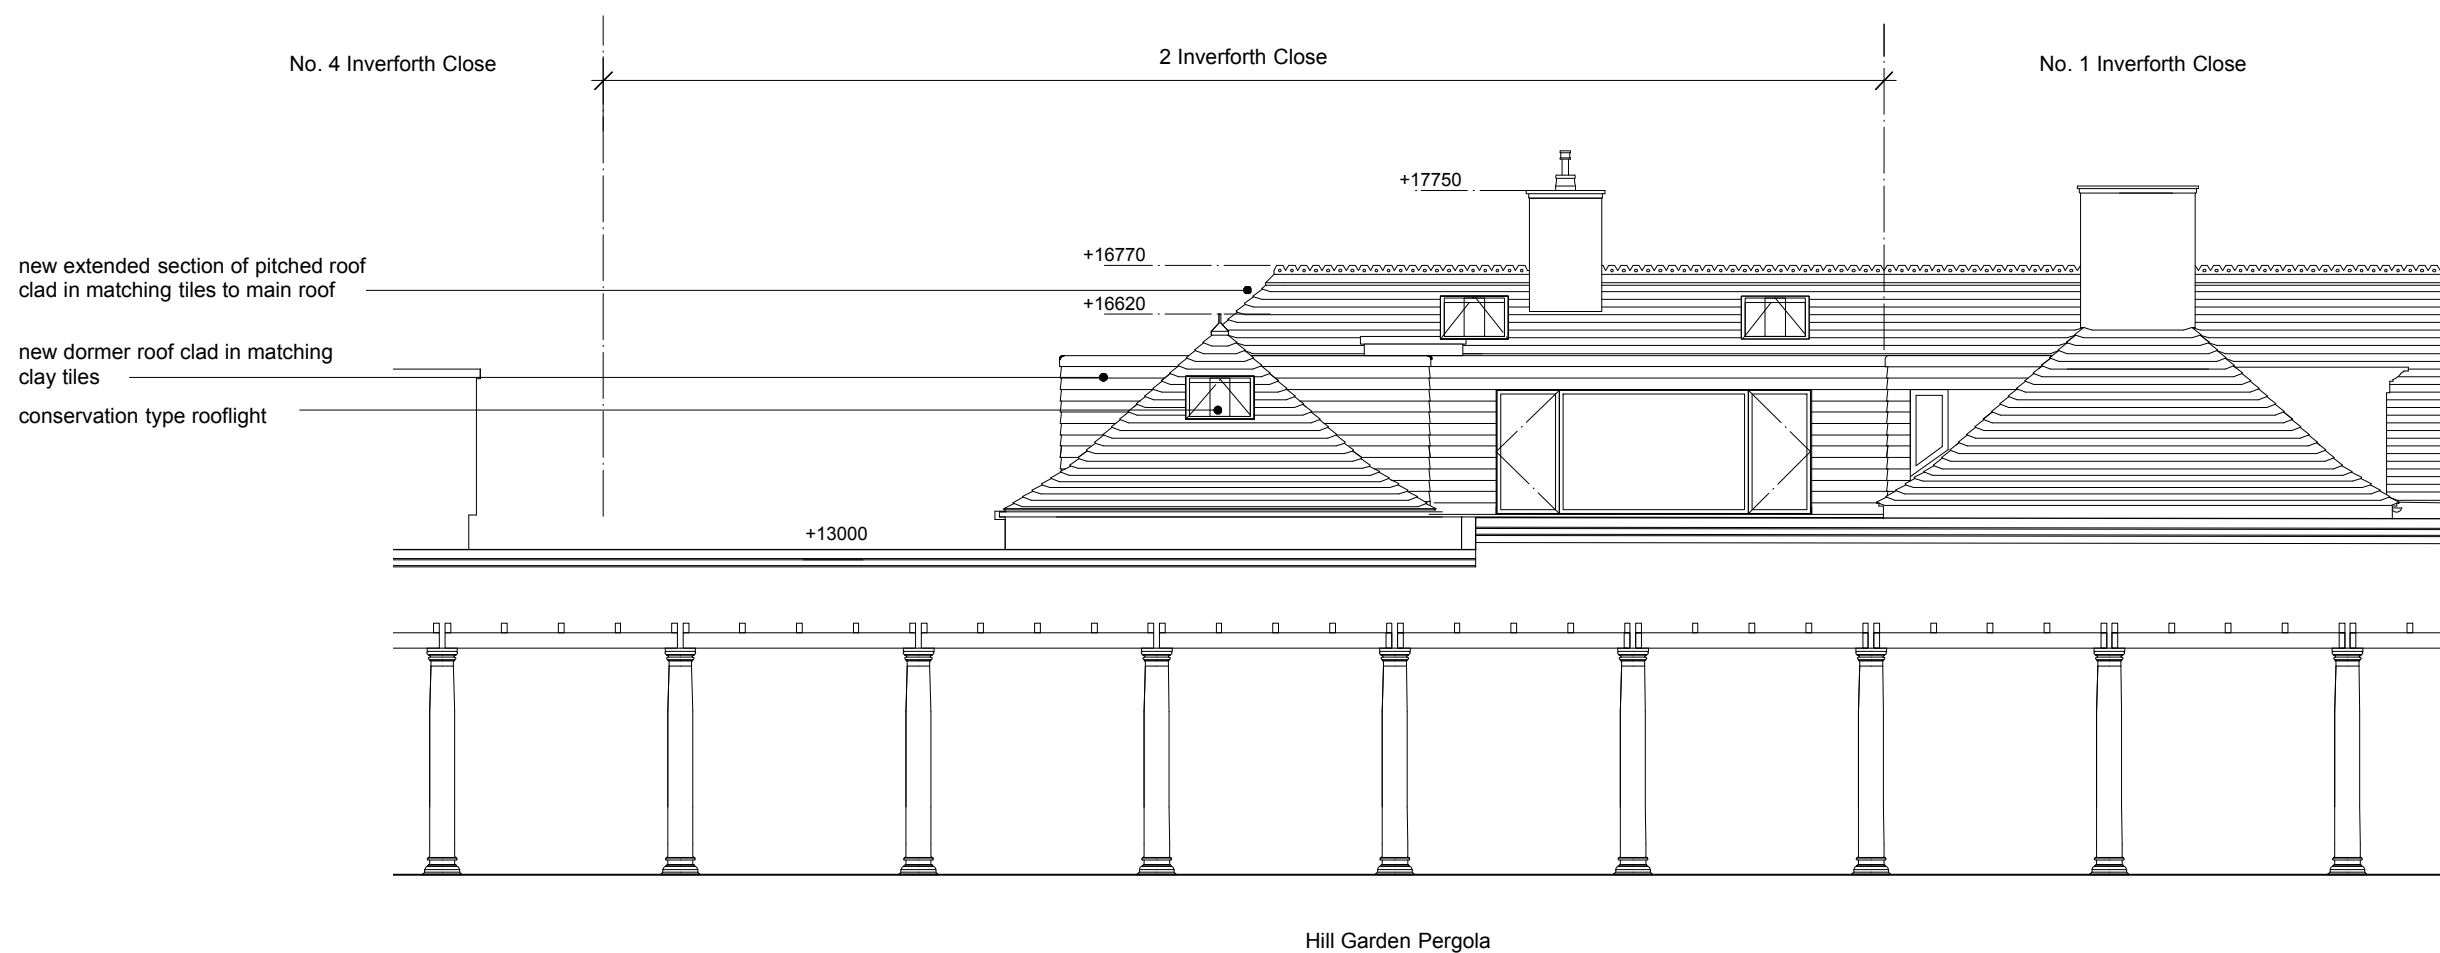 No. 4 Inverforth Close
2 Inverforth Close
No. 1 Inverforth Close
+17750
+16770
new extended section of pitched roof
clad in matching tiles to main roof
+16620
new dormer roof clad in matching
clay tiles
conservation type rooflight
+13000
Hill Garden Pergola